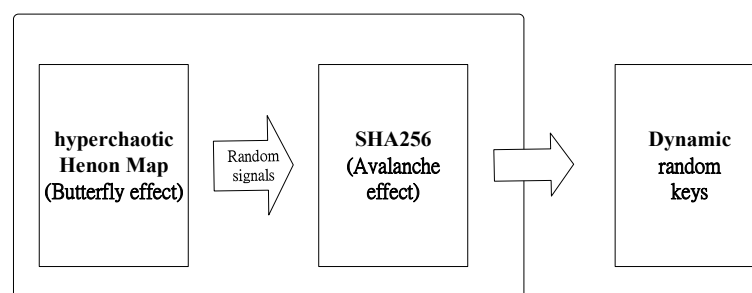 hyperchaotic
Henon Map
(Butterfly effect)
Random
signals
SHA256
(Avalanche
effect)
Dynamic
random
keys